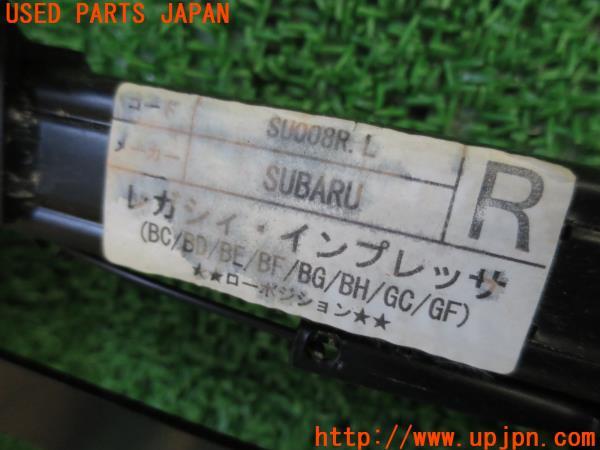 USED PARTS JAPAN
コード SU008R.L
メーカー SUBARU
R
レガシィ・インプレッサ
(BC/BD/BE/BF/BG/BH/GC/GF)
★★ローポジション★★
http://www.upjpn.com